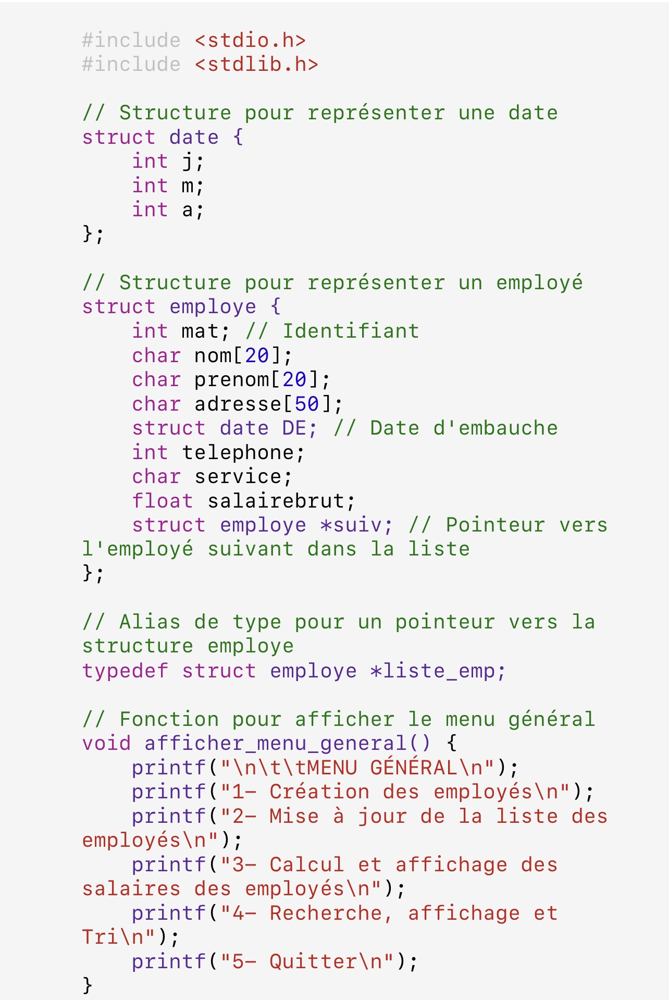 #include <stdio.h>
#include <stdlib.h>

// Structure pour représenter une date
struct date {
    int j;
    int m;
    int a;
};

// Structure pour représenter un employé
struct employe {
    int mat; // Identifiant
    char nom[20];
    char prenom[20];
    char adresse[50];
    struct date DE; // Date d'embauche
    int telephone;
    char service;
    float salairebrut;
    struct employe *suiv; // Pointeur vers
l'employé suivant dans la liste
};

// Alias de type pour un pointeur vers la
structure employe
typedef struct employe *liste_emp;

// Fonction pour afficher le menu général
void afficher_menu_general() {
    printf("\n\t\tMENU GÉNÉRAL\n");
    printf("1– Création des employés\n");
    printf("2– Mise à jour de la liste des
employés\n");
    printf("3– Calcul et affichage des
salaires des employés\n");
    printf("4– Recherche, affichage et
Tri\n");
    printf("5– Quitter\n");
}